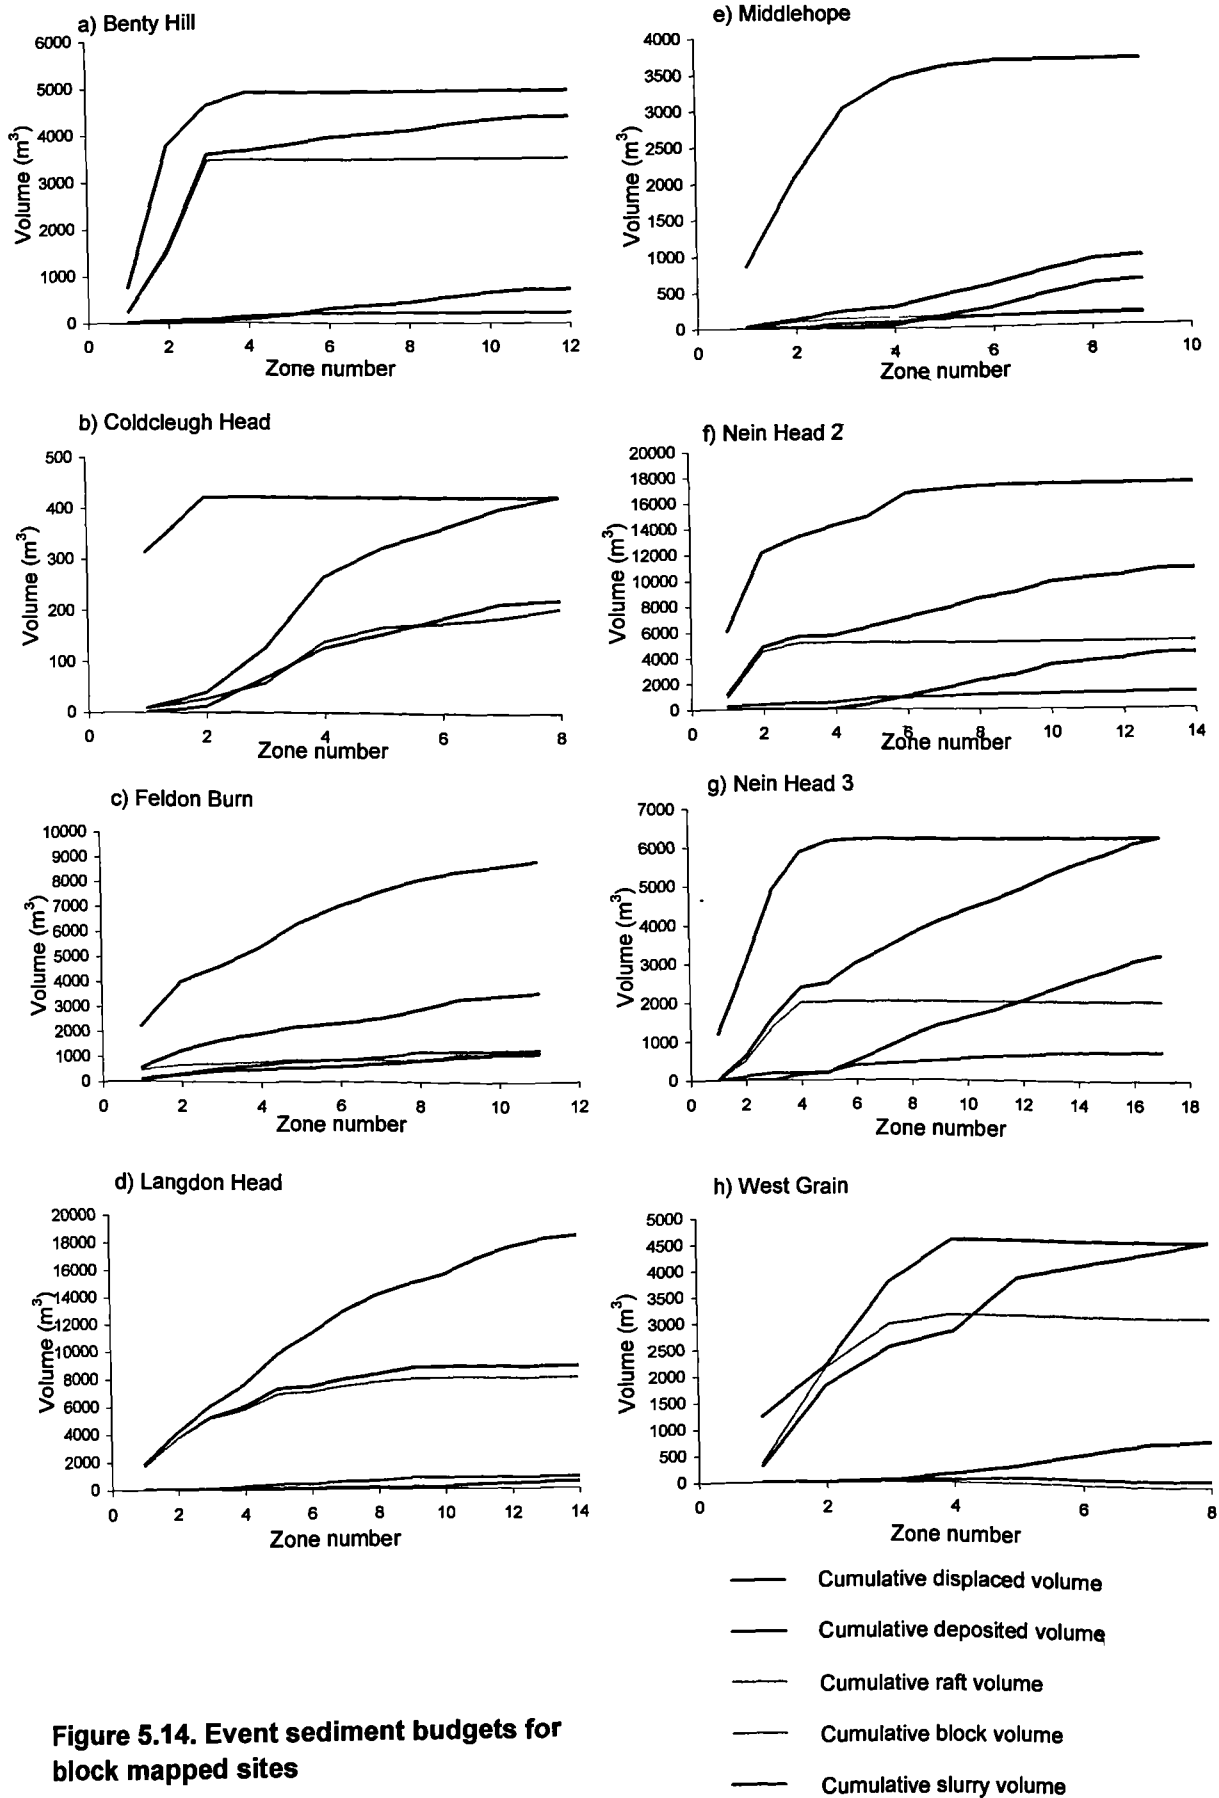 a) Benty Hill
6000
5000
4000
3000
2000
1000
0
Volume (m³)
0 2 4 6 8 10 12
Zone number
b) Coldcleugh Head
500
400
300
200
100
0
Volume (m³)
0 2 4 6 8
Zone number
c) Feldon Burn
10000
9000
8000
7000
6000
5000
4000
3000
2000
1000
0
Volume (m³)
0 2 4 6 8 10 12
Zone number
d) Langdon Head
20000
18000
16000
14000
12000
10000
8000
6000
4000
2000
0
Volume (m³)
0 2 4 6 8 10 12 14
Zone number
e) Middlehope
4000
3500
3000
2500
2000
1500
1000
500
0
Volume (m³)
0 2 4 6 8 10
Zone number
f) Nein Head 2
20000
18000
16000
14000
12000
10000
8000
6000
4000
2000
0
Volume (m³)
0 2 4 6 8 10 12 14
Zone number
g) Nein Head 3
7000
6000
5000
4000
3000
2000
1000
0
Volume (m³)
0 2 4 6 8 10 12 14 16 18
Zone number
h) West Grain
5000
4500
4000
3500
3000
2500
2000
1500
1000
500
0
Volume (m³)
0 2 4 6 8
Zone number
Cumulative displaced volume
Cumulative deposited volume
Cumulative raft volume
Cumulative block volume
Cumulative slurry volume
Figure 5.14. Event sediment budgets for
block mapped sites